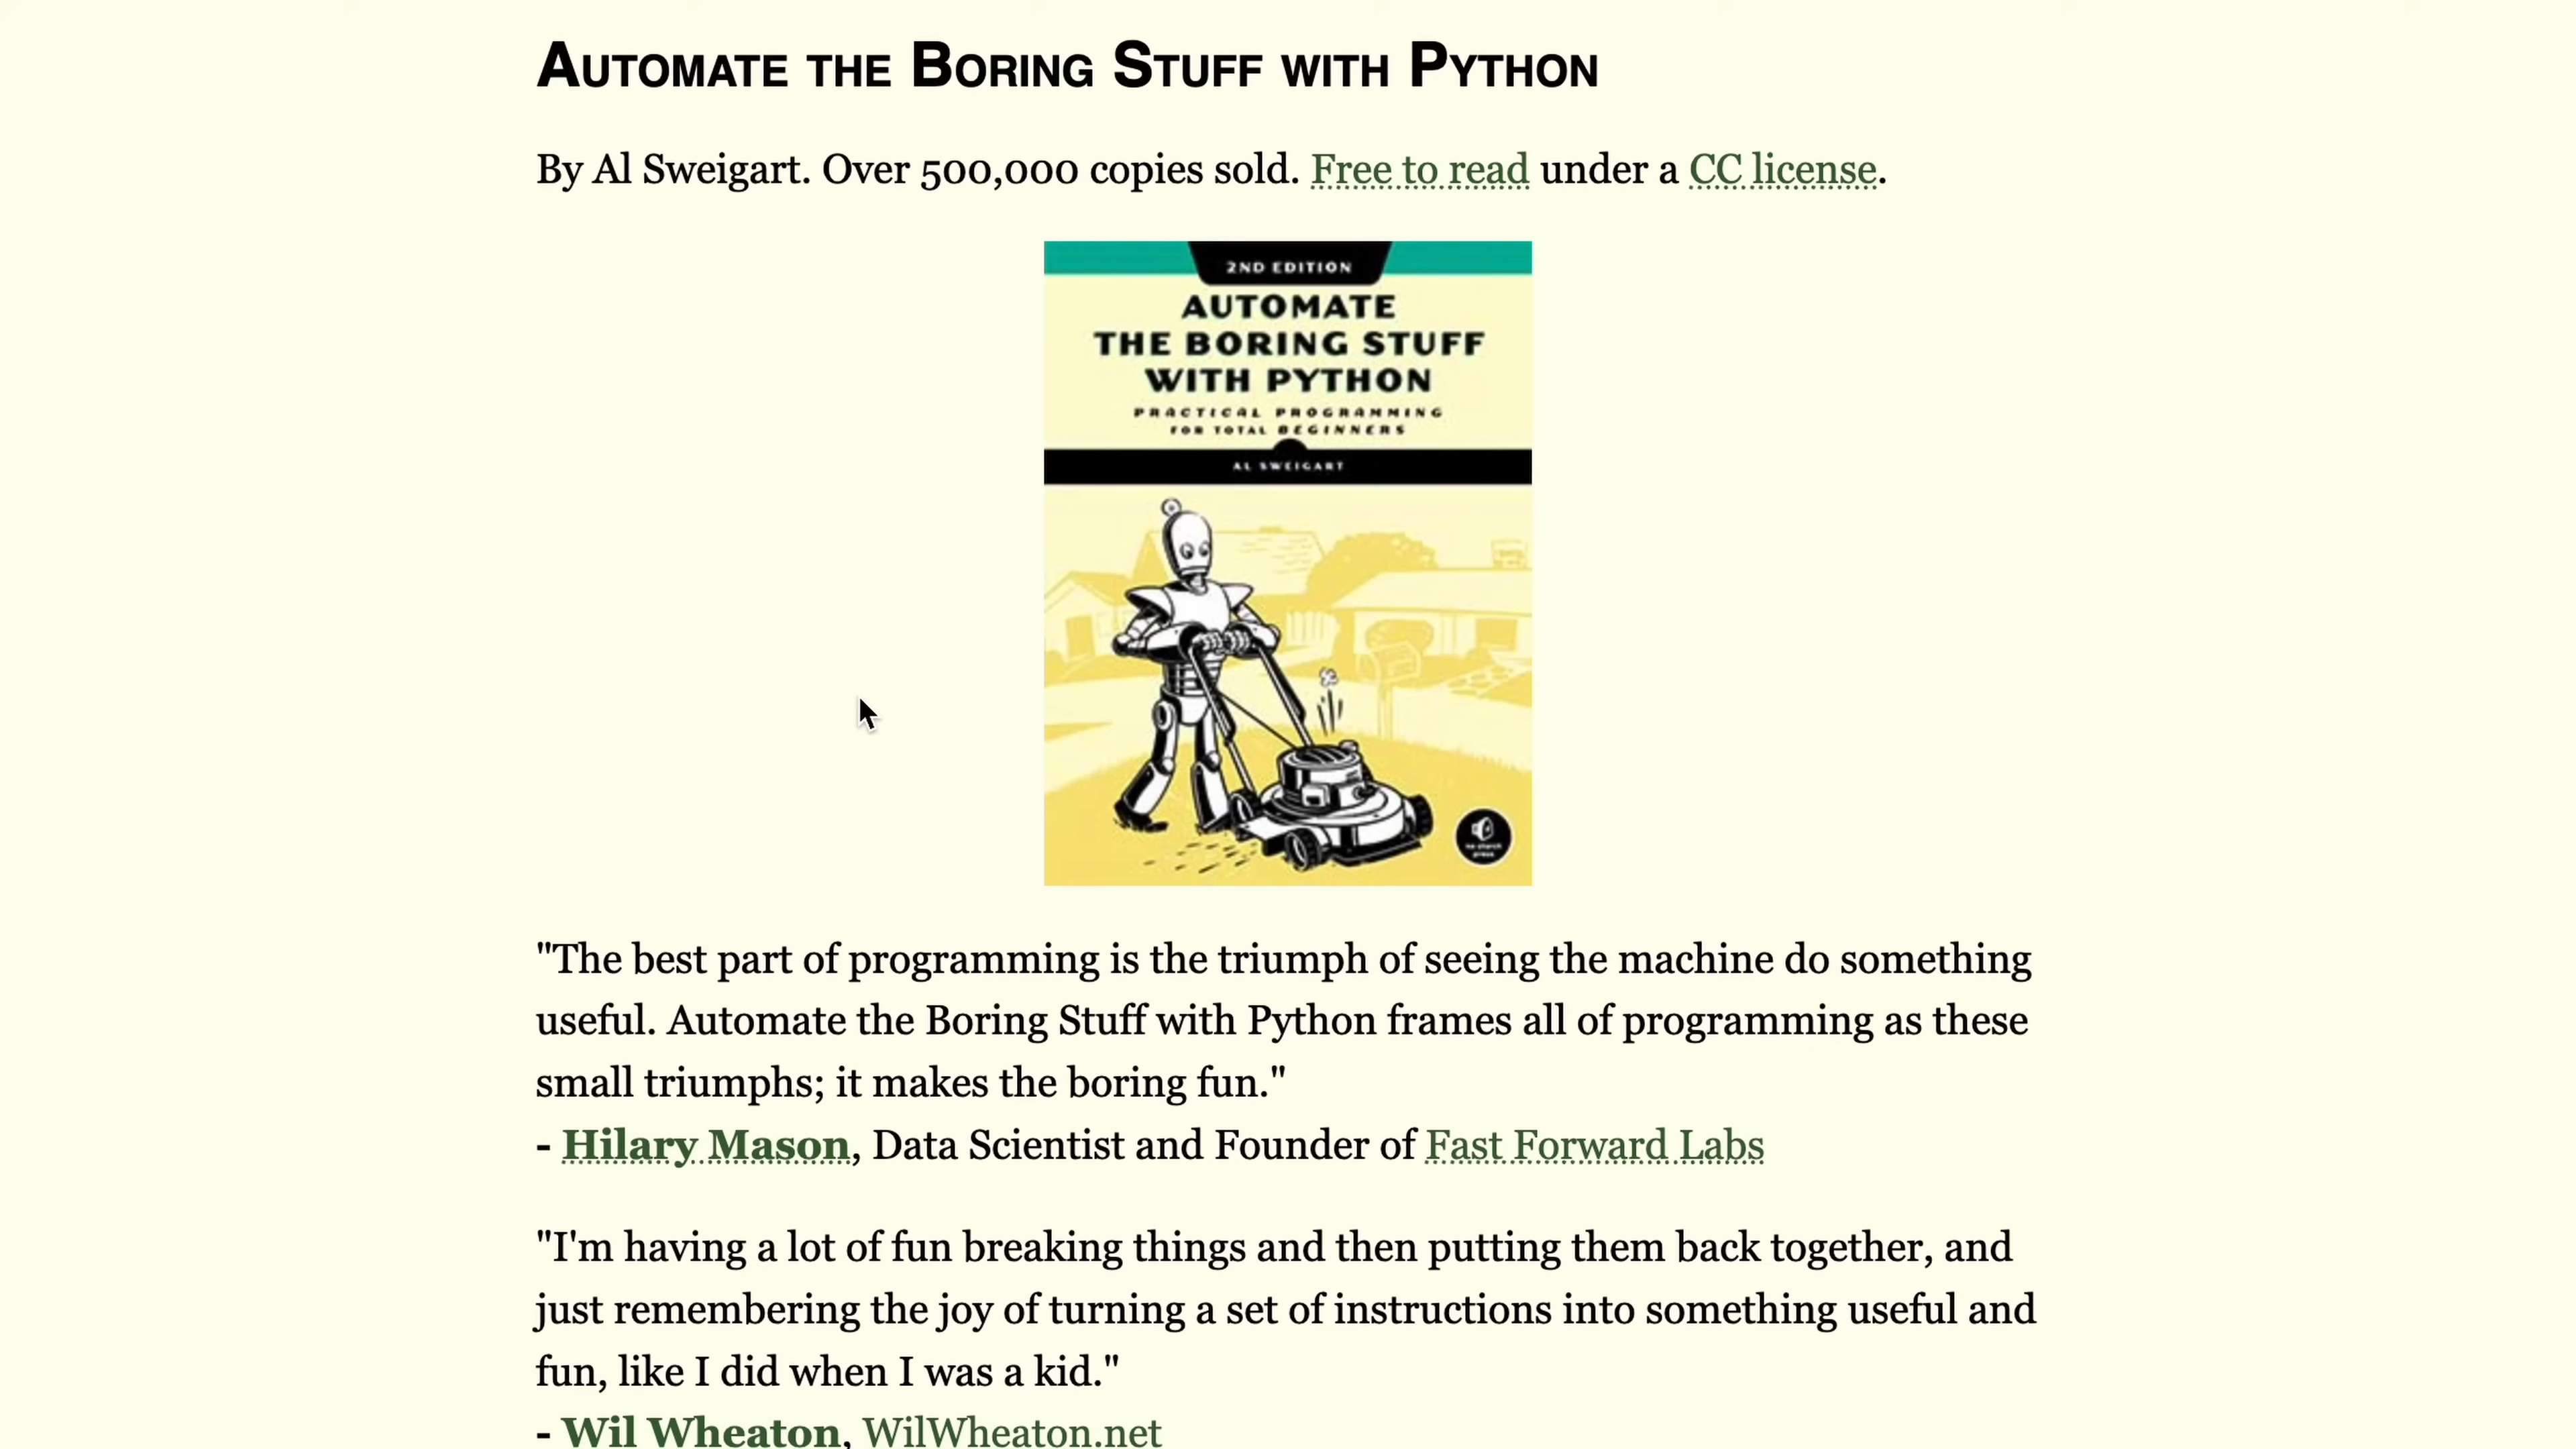 Automate the Boring Stuff with Python
By Al Sweigart. Over 500,000 copies sold. Free to read under a CC license.
2ND EDITION
AUTOMATE
THE BORING STUFF
WITH PYTHON
PRACTICAL PROGRAMMING
FOR TOTAL BEGINNERS
AL SWEIGART
no starch
press
"The best part of programming is the triumph of seeing the machine do something
useful. Automate the Boring Stuff with Python frames all of programming as these
small triumphs; it makes the boring fun."
- Hilary Mason, Data Scientist and Founder of Fast Forward Labs
"I'm having a lot of fun breaking things and then putting them back together, and
just remembering the joy of turning a set of instructions into something useful and
fun, like I did when I was a kid."
- Wil Wheaton, WilWheaton.net